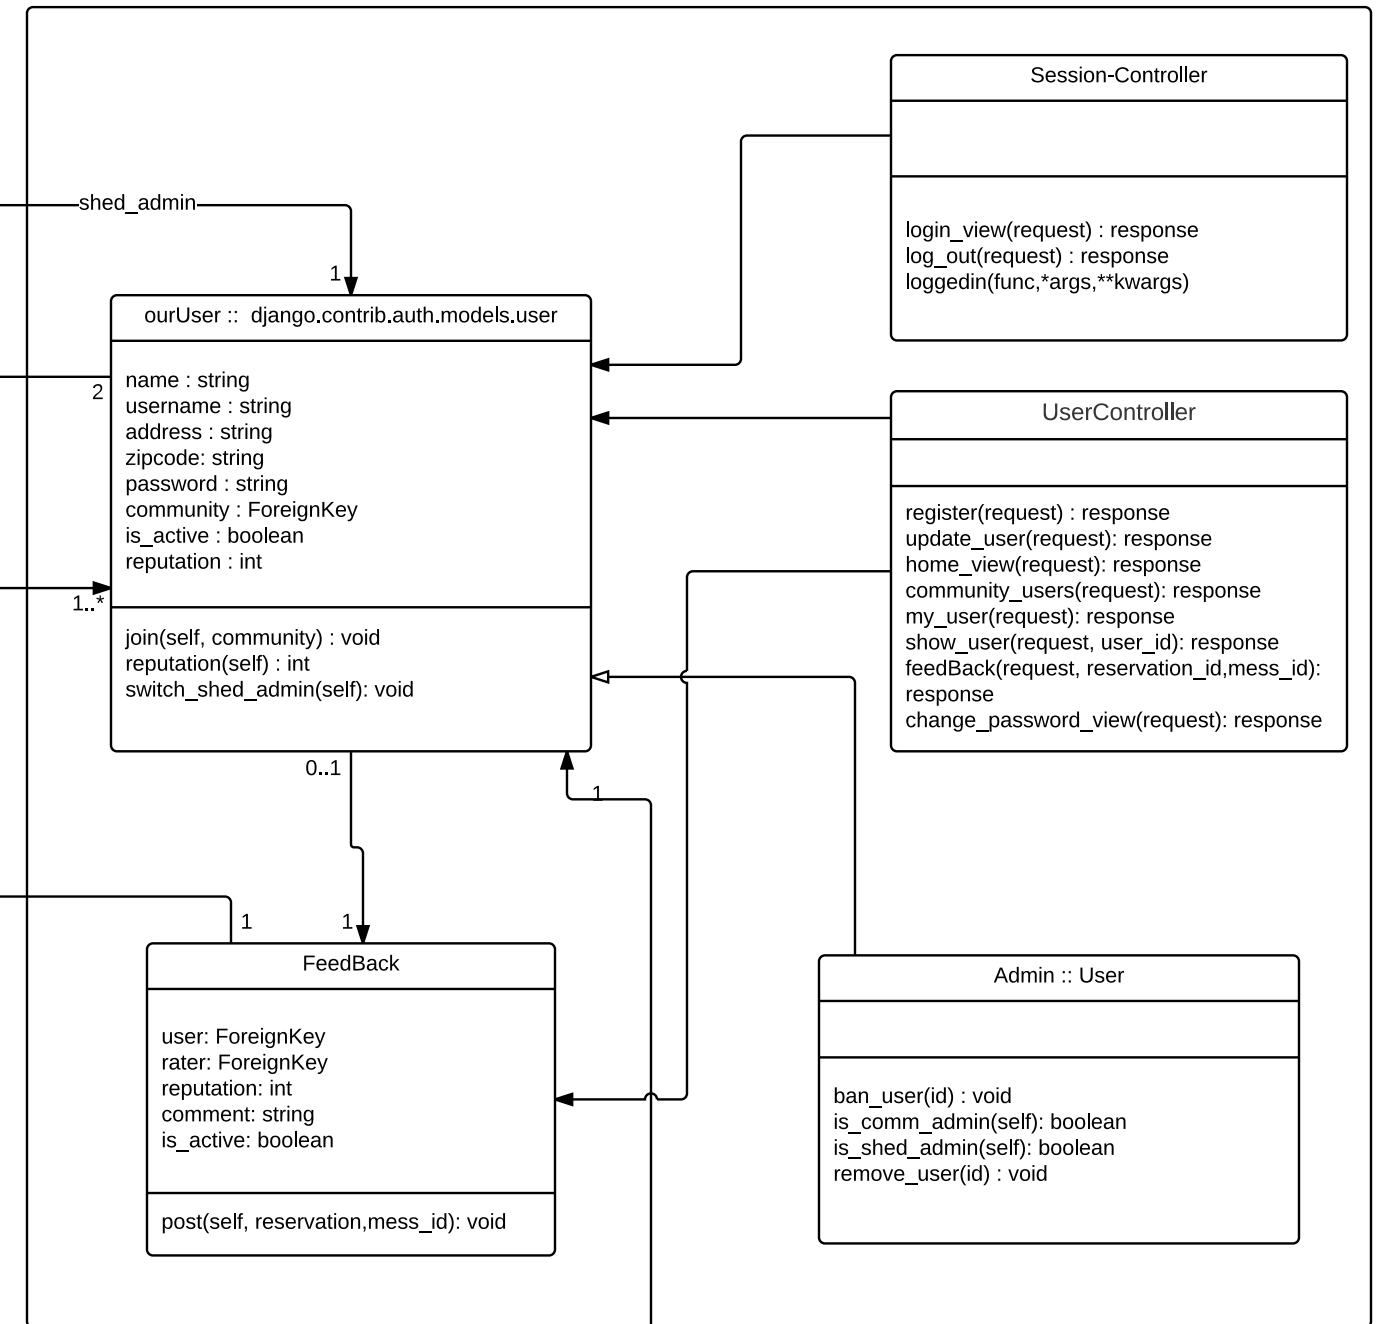 Session-Controller
login_view(request) : response
log_out(request) : response
loggedin(func,*args,**kwargs)
shed_admin
1
ourUser ::  django.contrib.auth.models.user
2
name : string
username : string
address : string
zipcode: string
password : string
community : ForeignKey
is_active : boolean
reputation : int
1..*
join(self, community) : void
reputation(self) : int
switch_shed_admin(self): void
UserController
register(request) : response
update_user(request): response
home_view(request): response
community_users(request): response
my_user(request): response
show_user(request, user_id): response
feedBack(request, reservation_id,mess_id):
response
change_password_view(request): response
0..1
1
1
1
FeedBack
user: ForeignKey
rater: ForeignKey
reputation: int
comment: string
is_active: boolean
post(self, reservation,mess_id): void
Admin :: User
ban_user(id) : void
is_comm_admin(self): boolean
is_shed_admin(self): boolean
remove_user(id) : void